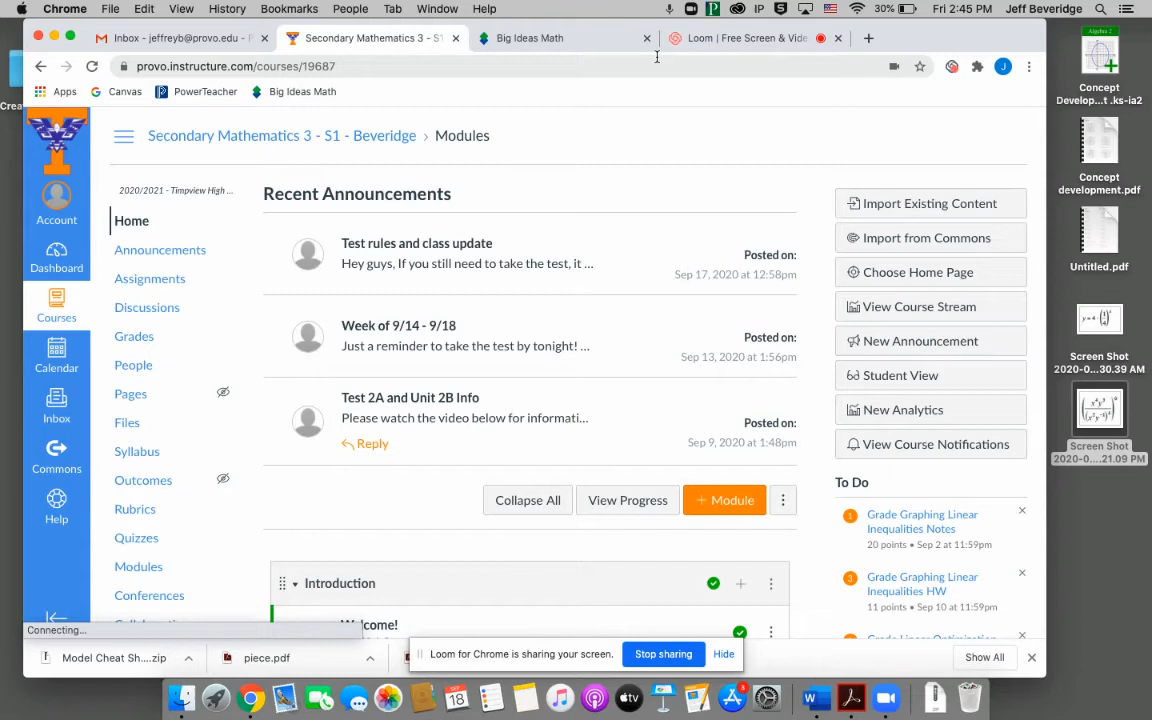 Chrome File Edit View History Bookmarks People Tab Window Help IP 30% Fri 2:45 PM Jeff Beveridge
Inbox - jeffreyb@provo.edu - P
Secondary Mathematics 3 - S1
Big Ideas Math
Loom | Free Screen & Vide
provo.instructure.com/courses/19687
Apps Canvas PowerTeacher Big Ideas Math
Secondary Mathematics 3 - S1 - Beveridge › Modules
Account
Dashboard
Courses
Calendar
Inbox
Commons
Help
2020/2021 - Timpview High ...
Home
Announcements
Assignments
Discussions
Grades
People
Pages
Files
Syllabus
Outcomes
Rubrics
Quizzes
Modules
Conferences
Recent Announcements
Test rules and class update
Hey guys, If you still need to take the test, it ...
Posted on:
Sep 17, 2020 at 12:58pm
Week of 9/14 - 9/18
Just a reminder to take the test by tonight! ...
Posted on:
Sep 13, 2020 at 1:56pm
Test 2A and Unit 2B Info
Please watch the video below for informati...
Posted on:
Sep 9, 2020 at 1:48pm
Reply
Collapse All
View Progress
+ Module
Introduction
Welcome!
Import Existing Content
Import from Commons
Choose Home Page
View Course Stream
New Announcement
Student View
New Analytics
View Course Notifications
To Do
1
Grade Graphing Linear
Inequalities Notes
20 points • Sep 2 at 11:59pm
3
Grade Graphing Linear
Inequalities HW
11 points • Sep 10 at 11:59pm
Connecting...
Loom for Chrome is sharing your screen.
Stop sharing
Hide
Model Cheat Sh....zip
piece.pdf
Show All
Algebra 2
Concept
Develop...t .ks-ia2
Concept
development.pdf
Untitled.pdf
Screen Shot
2020-0....30.39 AM
Screen Shot
2020-0....21.09 PM
SEP
18
3